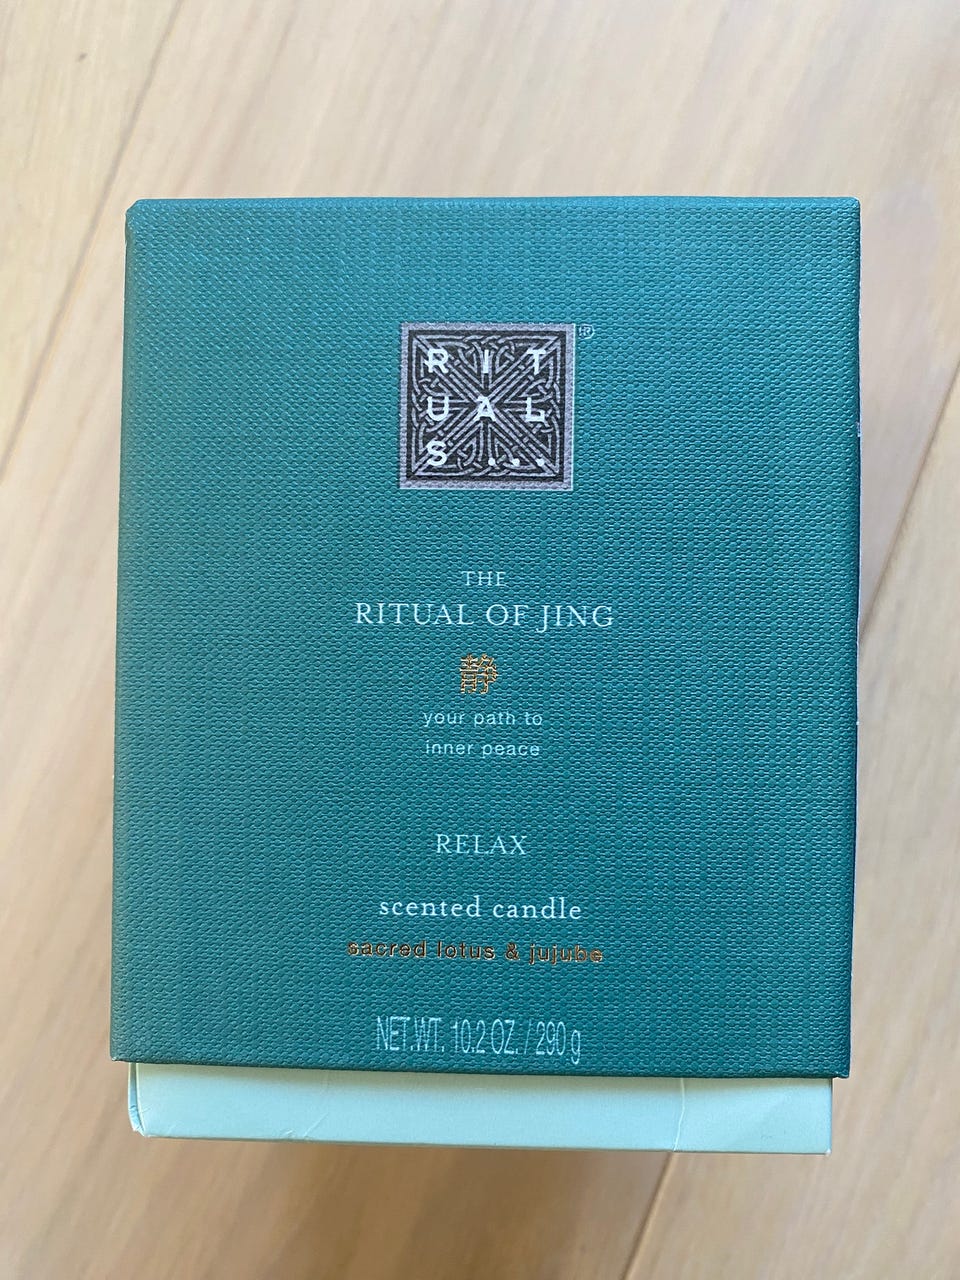 RIT
UAL
S...
®
THE
RITUAL OF JING
静
your path to
inner peace
RELAX
scented candle
sacred lotus & jujube
NET.WT. 10.2 OZ. / 290 g